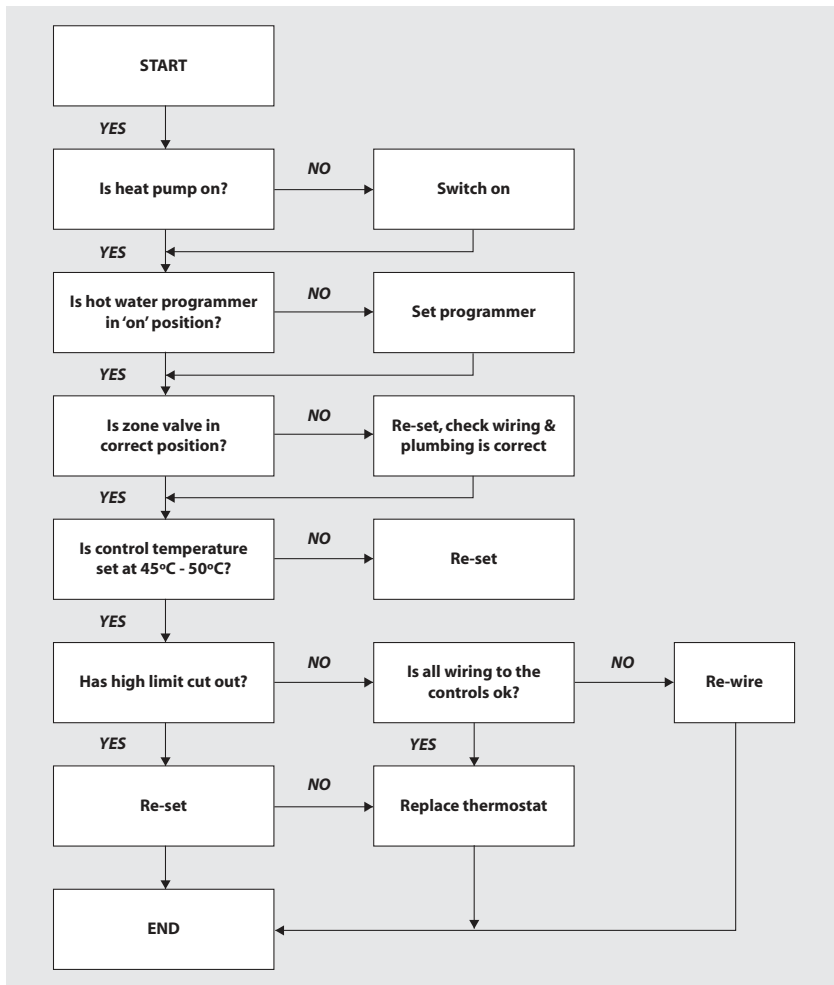 START
YES
Is heat pump on?
NO
Switch on
YES
Is hot water programmer
in ‘on’ position?
NO
Set programmer
YES
Is zone valve in
correct position?
NO
Re-set, check wiring &
plumbing is correct
YES
Is control temperature
set at 45ºC - 50ºC?
NO
Re-set
YES
Has high limit cut out?
NO
Is all wiring to the
controls ok?
NO
Re-wire
YES
YES
Re-set
NO
Replace thermostat
END